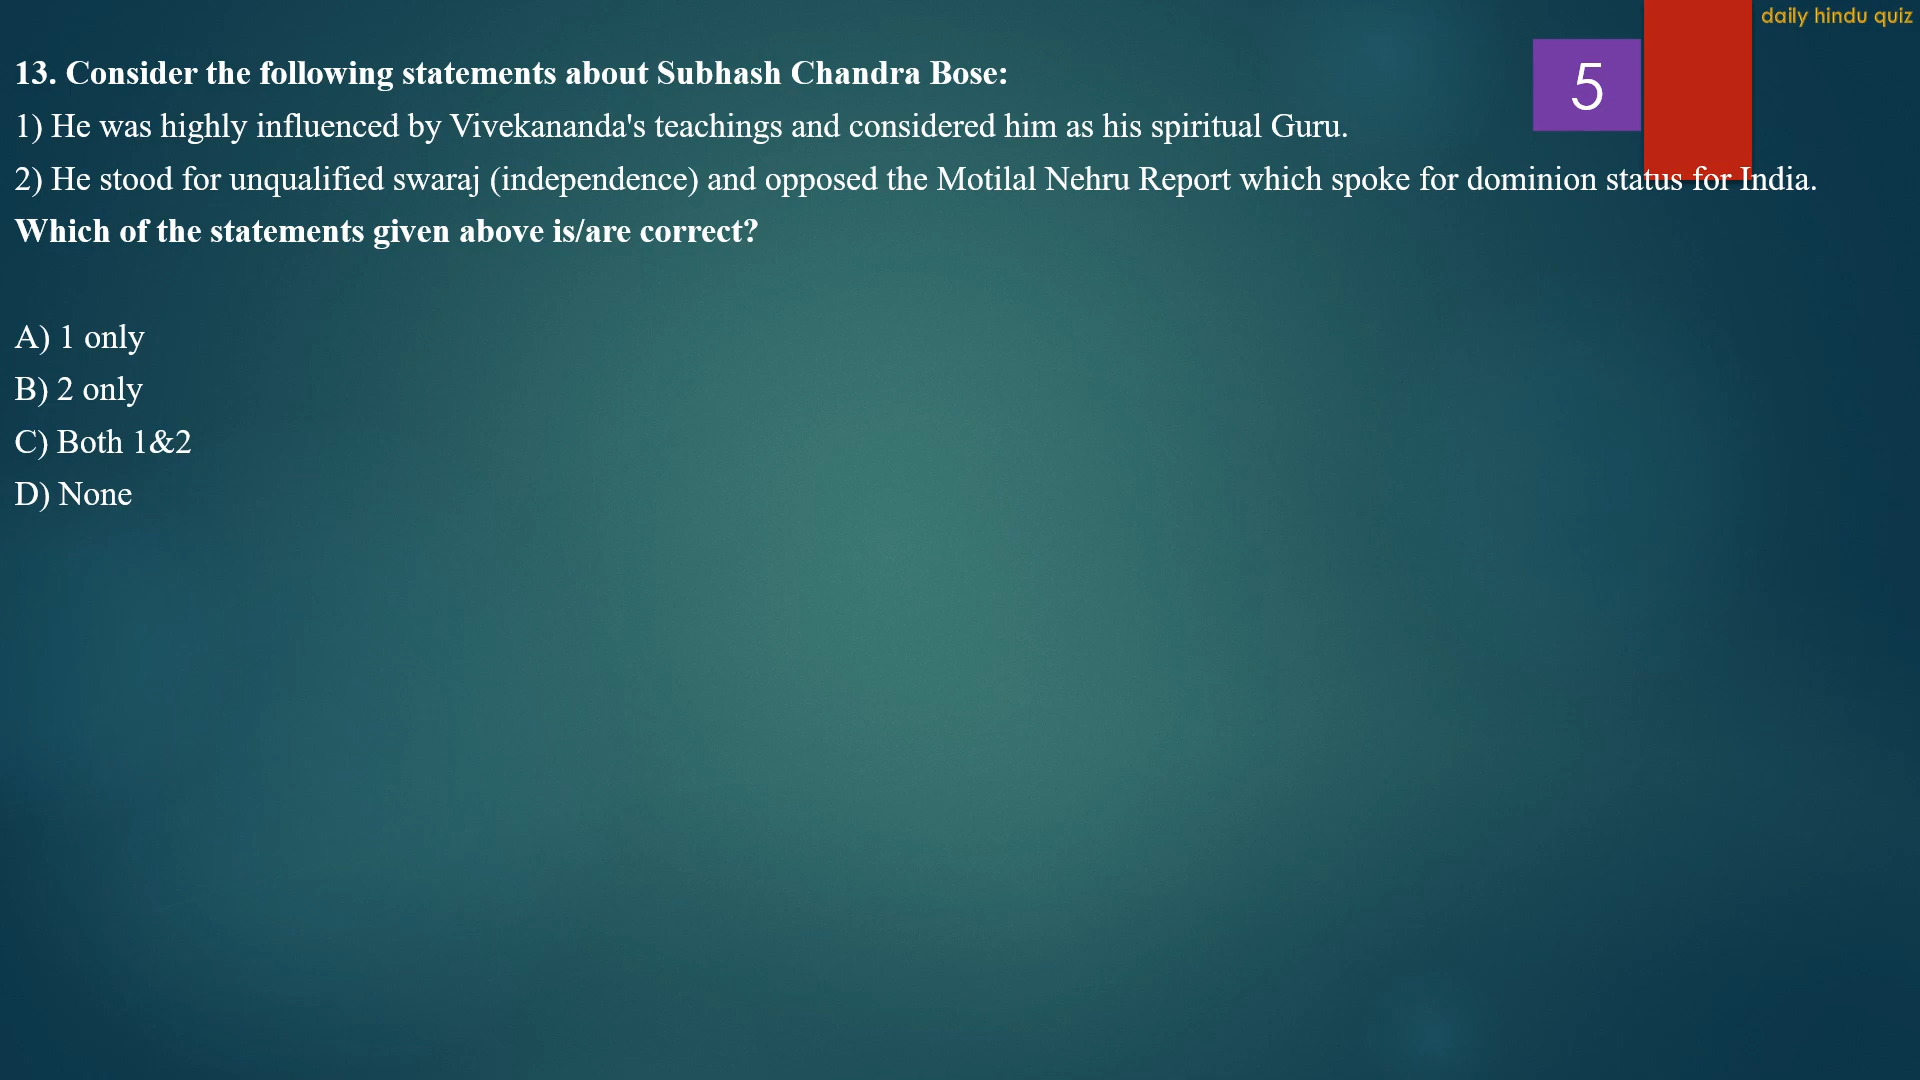 daily hindu quiz
5
13. Consider the following statements about Subhash Chandra Bose:
1) He was highly influenced by Vivekananda's teachings and considered him as his spiritual Guru.
2) He stood for unqualified swaraj (independence) and opposed the Motilal Nehru Report which spoke for dominion status for India.
Which of the statements given above is/are correct?
A) 1 only
B) 2 only
C) Both 1&2
D) None